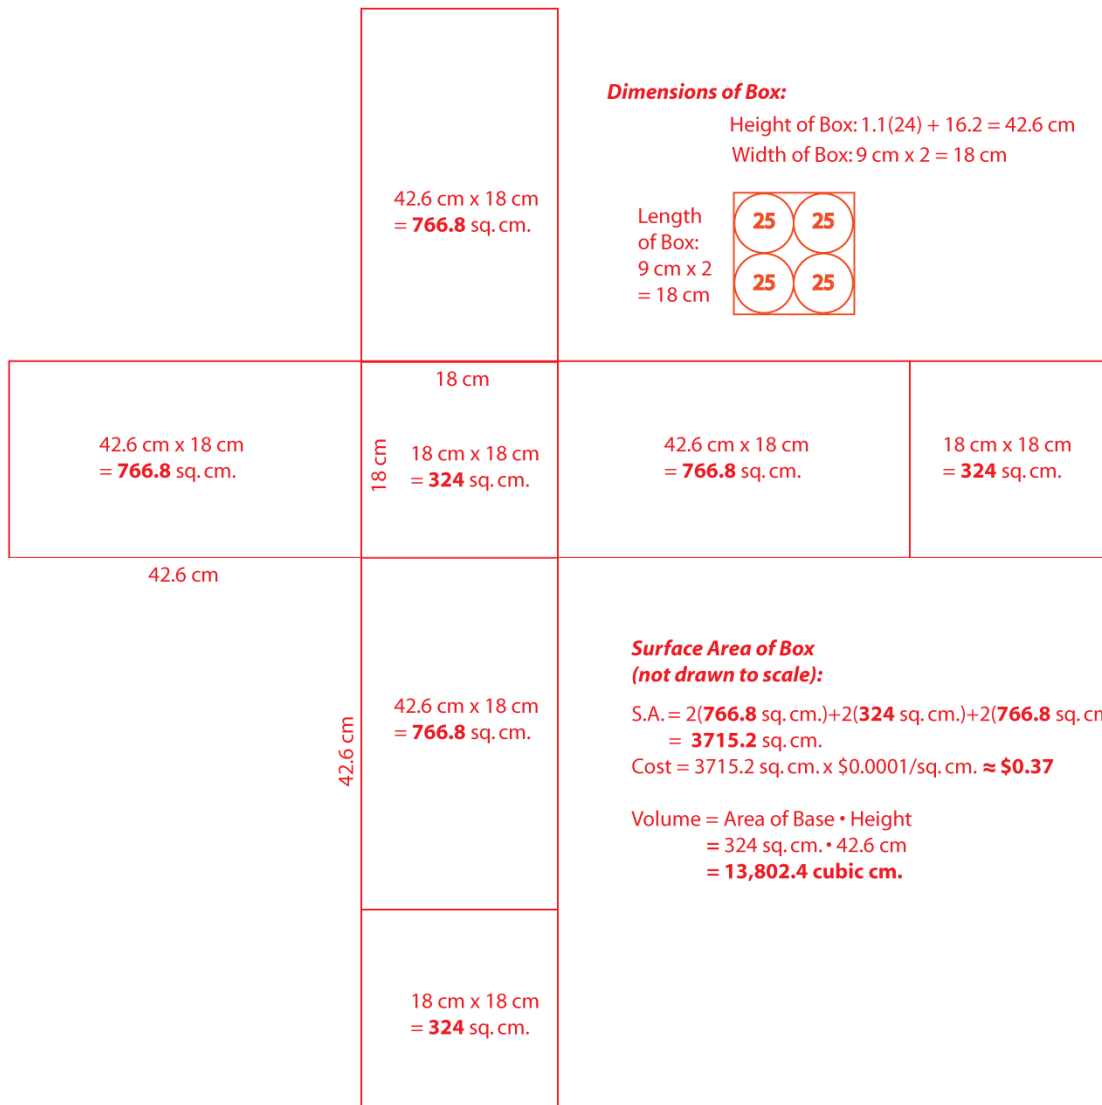 Dimensions of Box:
Height of Box: 1.1(24) + 16.2 = 42.6 cm
Width of Box: 9 cm x 2 = 18 cm
42.6 cm x 18 cm
= 766.8 sq. cm.
Length
of Box:
9 cm x 2
= 18 cm
25 25
25 25
18 cm
42.6 cm x 18 cm
= 766.8 sq. cm.
18 cm
18 cm x 18 cm
= 324 sq. cm.
42.6 cm x 18 cm
= 766.8 sq. cm.
18 cm x 18 cm
= 324 sq. cm.
42.6 cm
Surface Area of Box
(not drawn to scale):
42.6 cm x 18 cm
= 766.8 sq. cm.
42.6 cm
S.A. = 2(766.8 sq. cm.)+2(324 sq. cm.)+2(766.8 sq. cm
= 3715.2 sq. cm.
Cost = 3715.2 sq. cm. x $0.0001/sq. cm. ≈ $0.37
Volume = Area of Base • Height
= 324 sq. cm. • 42.6 cm
= 13,802.4 cubic cm.
18 cm x 18 cm
= 324 sq. cm.